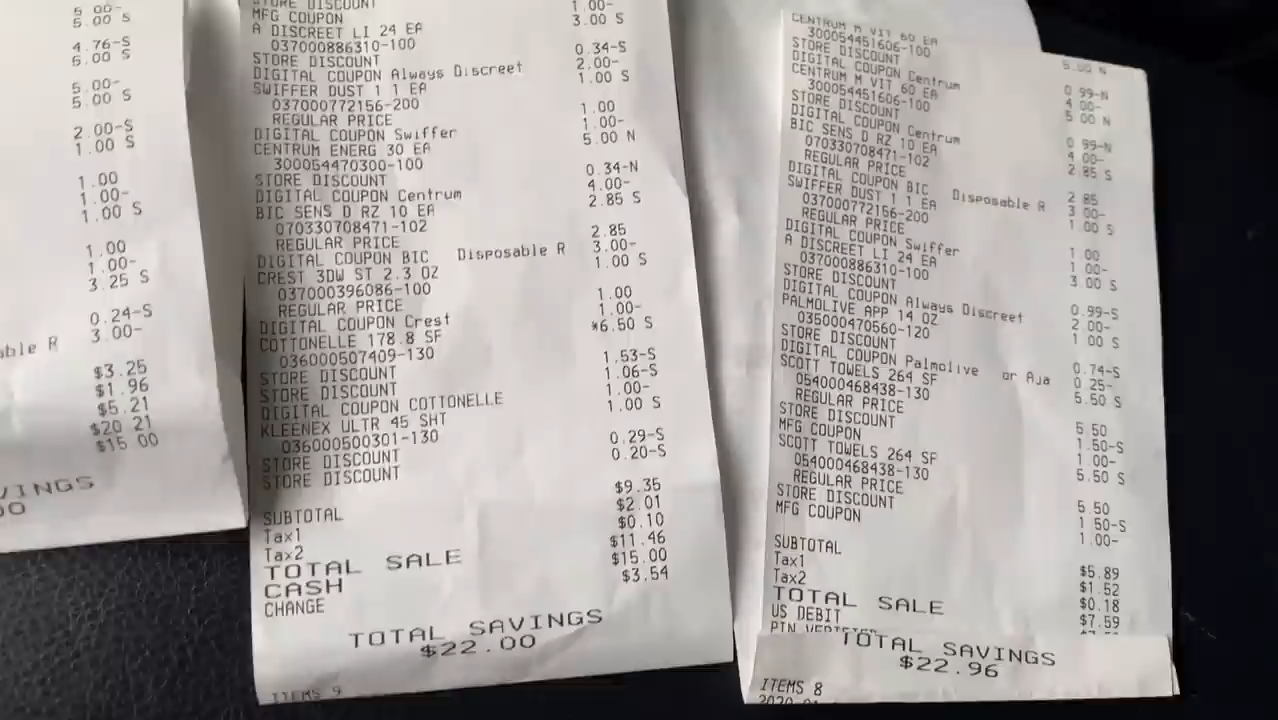 5 00-
5.00 S
4.76-S
5.00 S
5.00-
5.00 S
2.00-S
1.00 S
1.00
1.00-
1.00 S
1.00
1.00-
3.25 S
0.24-S
able R 3.00-
$3.25
$1.96
$5.21
$20 21
$15 00
VINGS
00
STORE DISCOUNT 1.00-
MFG COUPON 3.00 S
A DISCREET LI 24 EA
037000886310-100
STORE DISCOUNT 0.34-S
DIGITAL COUPON Always Discreet 2.00-
SWIFFER DUST 1 1 EA 1.00 S
037000772156-200
REGULAR PRICE 1.00
DIGITAL COUPON Swiffer 1.00-
CENTRUM ENERG 30 EA 5.00 N
300054470300-100
STORE DISCOUNT 0.34-N
DIGITAL COUPON Centrum 4.00-
BIC SENS D RZ 10 EA 2.85 S
070330708471-102
REGULAR PRICE 2.85
DIGITAL COUPON BIC Disposable R 3.00-
CREST 3DW ST 2.3 OZ 1.00 S
037000396086-100
REGULAR PRICE 1.00
DIGITAL COUPON Crest 1.00-
COTTONELLE 178.8 SF *6.50 S
036000507409-130
STORE DISCOUNT 1.53-S
STORE DISCOUNT 1.06-S
DIGITAL COUPON COTTONELLE 1.00-
KLEENEX ULTR 45 SHT 1.00 S
036000500301-130
STORE DISCOUNT 0.29-S
STORE DISCOUNT 0.20-S
SUBTOTAL $9.35
Tax1 $2.01
Tax2 $0.10
TOTAL SALE $11.46
CASH $15.00
CHANGE $3.54
TOTAL SAVINGS
$22.00
ITEMS 9
CENTRUM M VIT 60 EA 5.00 N
300054451606-100
STORE DISCOUNT 0 99-N
DIGITAL COUPON Centrum 4 00-
CENTRUM M VIT 60 EA 5 00 N
300054451606-100
STORE DISCOUNT 0 99-N
DIGITAL COUPON Centrum 4 00-
BIC SENS D RZ 10 EA 2.85 S
070330708471-102
REGULAR PRICE 2 85
DIGITAL COUPON BIC Disposable R 3 00-
SWIFFER DUST 1 1 EA 1 00 S
037000772156-200
REGULAR PRICE 1 00
DIGITAL COUPON Swiffer 1 00-
A DISCREET LI 24 EA 3 00 S
037000886310-100
STORE DISCOUNT 0.99-S
DIGITAL COUPON Always Discreet 2 00-
PALMOLIVE APP 14 OZ 1 00 S
035000470560-120
STORE DISCOUNT 0.74-S
DIGITAL COUPON Palmolive or Aja 0 25-
SCOTT TOWELS 264 SF 5.50 S
054000468438-130
REGULAR PRICE 5.50
STORE DISCOUNT 1.50-S
MFG COUPON 1.00-
SCOTT TOWELS 264 SF 5.50 S
054000468438-130
REGULAR PRICE 5.50
STORE DISCOUNT 1 50-S
MFG COUPON 1.00-
SUBTOTAL $5.89
Tax1 $1.52
Tax2 $0.18
TOTAL SALE $7.59
US DEBIT
TOTAL SAVINGS
$22.96
ITEMS 8